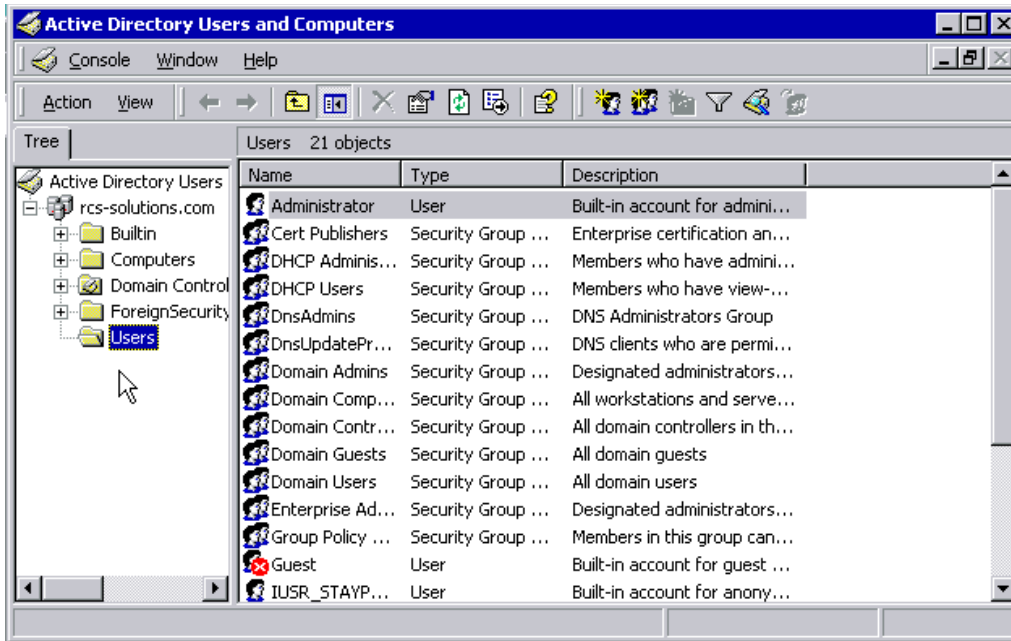 Active Directory Users and Computers
Console Window Help
Action View
Tree
Users 21 objects
Active Directory Users
rcs-solutions.com
Builtin
Computers
Domain Control
ForeignSecurity
Users
Name Type Description
Administrator User Built-in account for admini...
Cert Publishers Security Group ... Enterprise certification an...
DHCP Adminis... Security Group ... Members who have admini...
DHCP Users Security Group ... Members who have view-...
DnsAdmins Security Group ... DNS Administrators Group
DnsUpdatePr... Security Group ... DNS clients who are permi...
Domain Admins Security Group ... Designated administrators...
Domain Comp... Security Group ... All workstations and serve...
Domain Contr... Security Group ... All domain controllers in th...
Domain Guests Security Group ... All domain guests
Domain Users Security Group ... All domain users
Enterprise Ad... Security Group ... Designated administrators...
Group Policy ... Security Group ... Members in this group can...
Guest User Built-in account for guest ...
IUSR_STAYP... User Built-in account for anony...